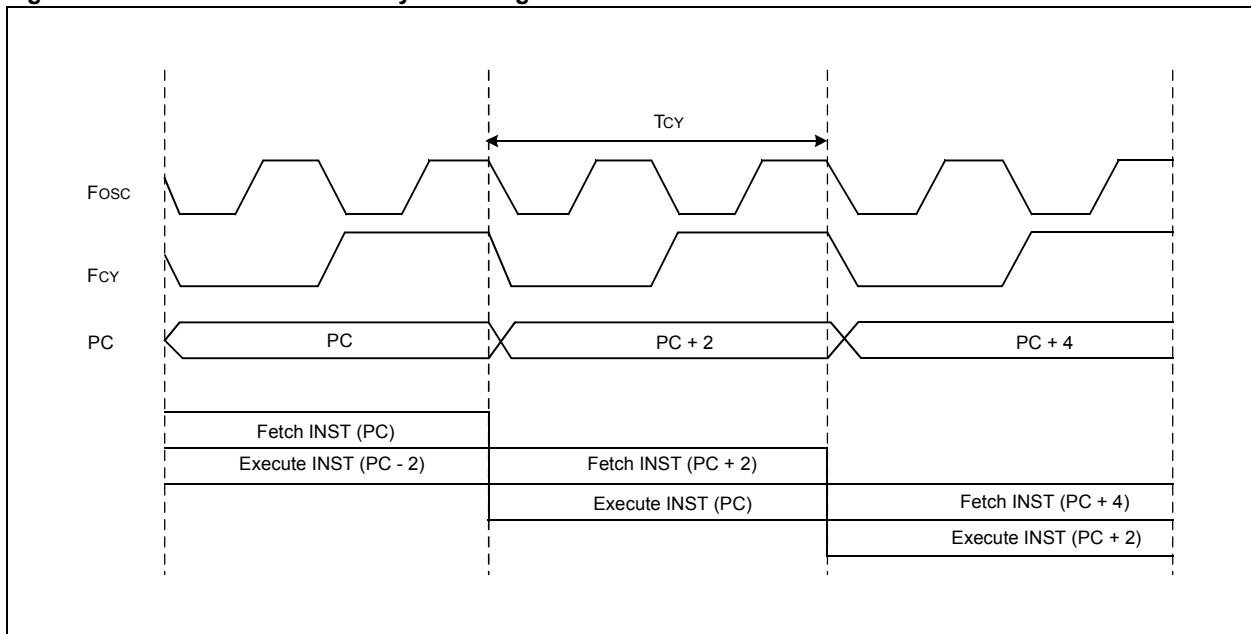 TCY
FOSC
FCY
PC
PC
PC + 2
PC + 4
Fetch INST (PC)
Execute INST (PC - 2)
Fetch INST (PC + 2)
Execute INST (PC)
Fetch INST (PC + 4)
Execute INST (PC + 2)